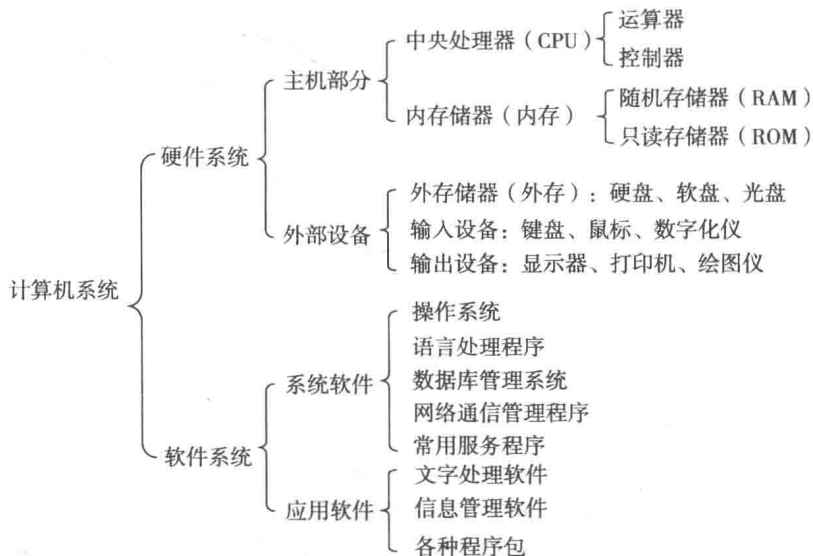 计算机系统
硬件系统
主机部分
中央处理器（CPU）
运算器
控制器
内存储器（内存）
随机存储器（RAM）
只读存储器（ROM）
外部设备
外存储器（外存）：硬盘、软盘、光盘
输入设备：键盘、鼠标、数字化仪
输出设备：显示器、打印机、绘图仪
软件系统
系统软件
操作系统
语言处理程序
数据库管理系统
网络通信管理程序
常用服务程序
应用软件
文字处理软件
信息管理软件
各种程序包